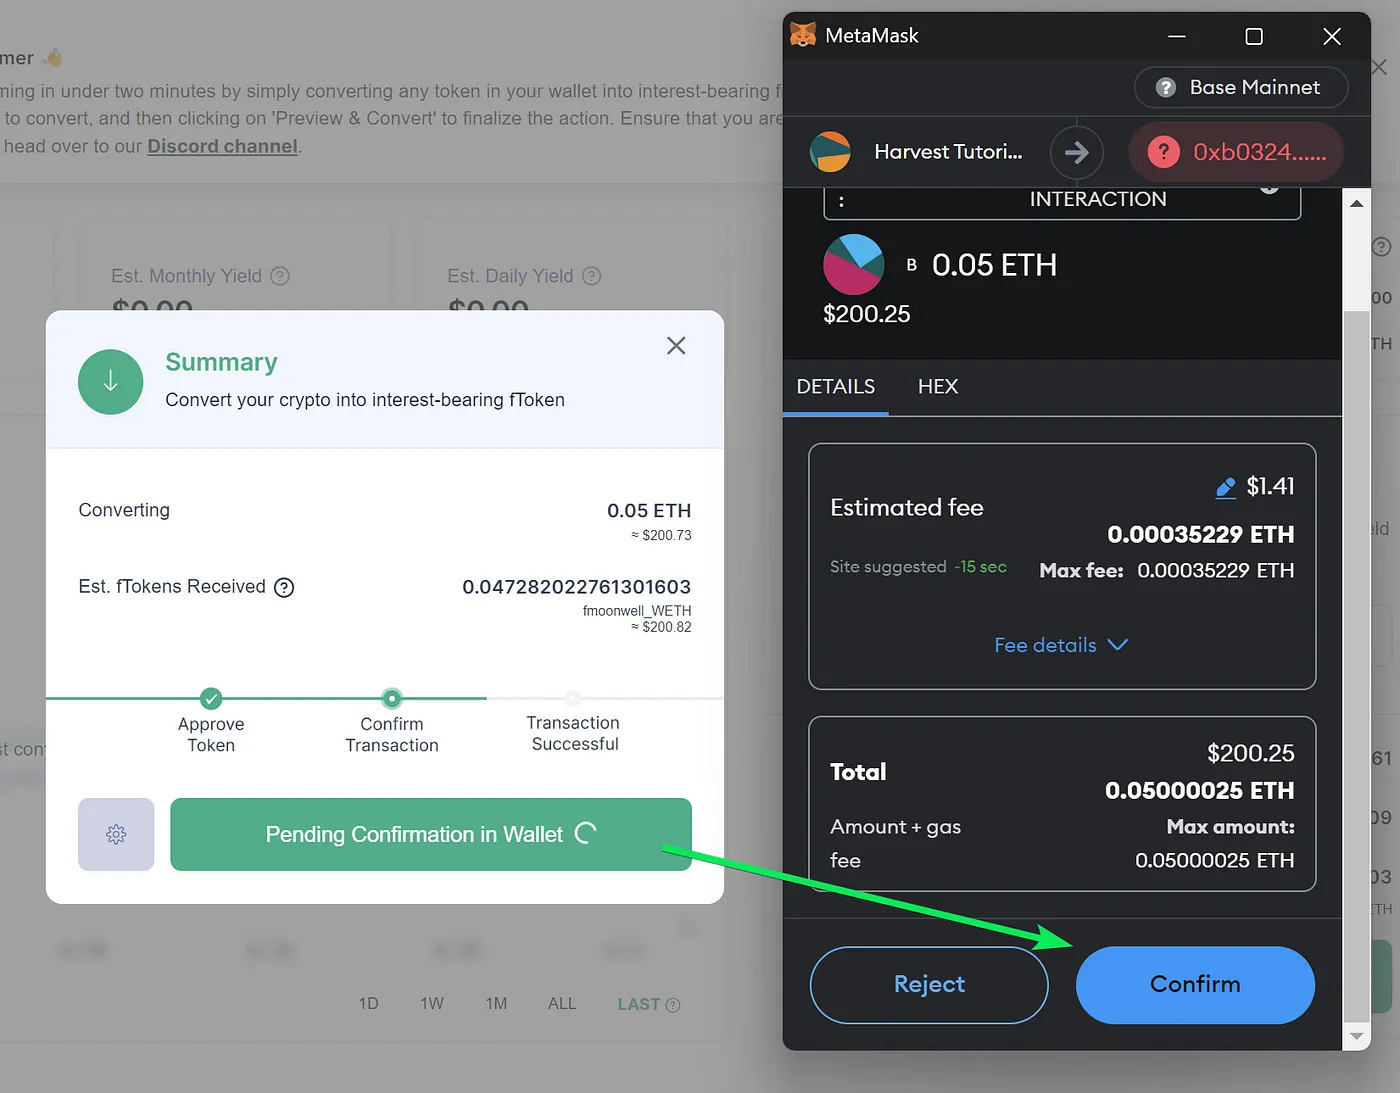 mer 👋
ming in under two minutes by simply converting any token in your wallet into interest-bearing f
to convert, and then clicking on 'Preview & Convert' to finalize the action. Ensure that you are
head over to our Discord channel.
Est. Monthly Yield ?
$0.00
Est. Daily Yield ?
$0.00
Summary
Convert your crypto into interest-bearing fToken
Converting
0.05 ETH
≈ $200.73
Est. fTokens Received ?
0.047282022761301603
fmoonwell_WETH
≈ $200.82
Approve
Token
Confirm
Transaction
Transaction
Successful
Pending Confirmation in Wallet
st con
1D 1W 1M ALL LAST ?
MetaMask
? Base Mainnet
Harvest Tutori...
? 0xb0324......
: INTERACTION
B 0.05 ETH
$200.25
DETAILS HEX
Estimated fee
$1.41
0.00035229 ETH
Site suggested ~15 sec
Max fee: 0.00035229 ETH
Fee details
Total
$200.25
0.05000025 ETH
Amount + gas
fee
Max amount:
0.05000025 ETH
Reject
Confirm
?
00
TH
ld
61
09
03
ETH